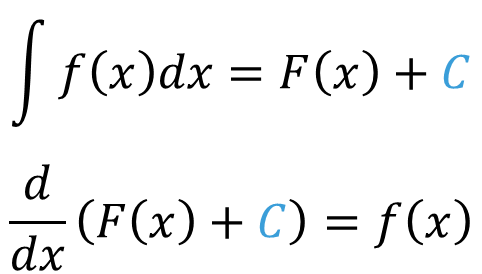 ∫ f(x)dx = F(x) + C
d/dx (F(x) + C) = f(x)